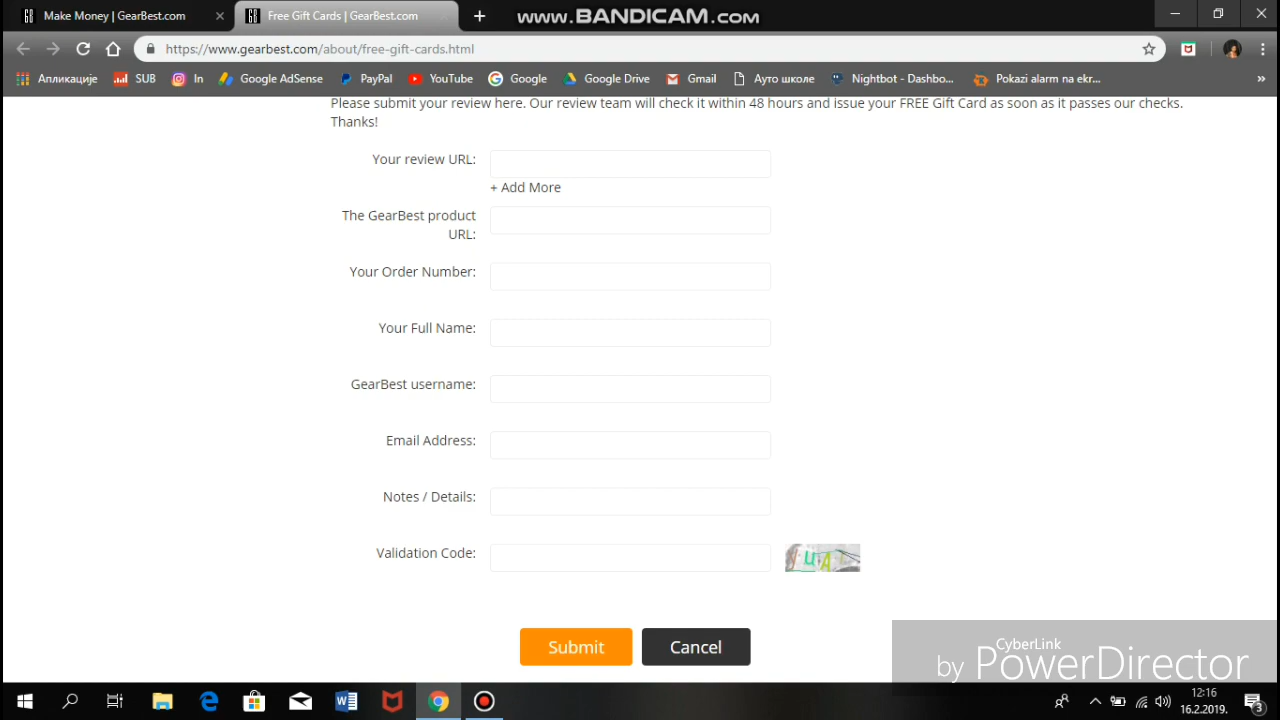 Make Money | GearBest.com
Free Gift Cards | GearBest.com
www.BANDICAM.com
https://www.gearbest.com/about/free-gift-cards.html
Апликације
SUB
In
Google AdSense
PayPal
YouTube
Google
Google Drive
Gmail
Ауто школе
Nightbot - Dashbo...
Pokazi alarm na ekr...
»
Please submit your review here. Our review team will check it within 48 hours and issue your FREE Gift Card as soon as it passes our checks.
Thanks!
Your review URL:
+ Add More
The GearBest product
URL:
Your Order Number:
Your Full Name:
GearBest username:
Email Address:
Notes / Details:
Validation Code:
Submit
Cancel
CyberLink
by PowerDirector
12:16
16.2.2019.
3